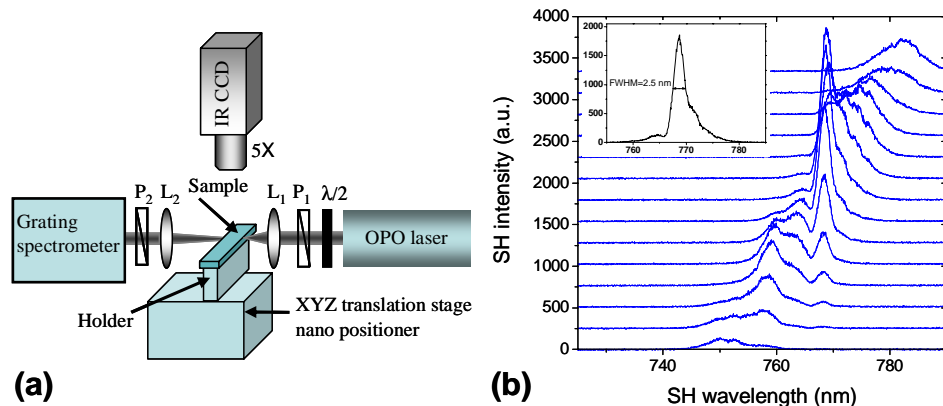 IR CCD
5X
Sample
P2 L2
L1 P1 λ/2
Grating
spectrometer
OPO laser
Holder
XYZ translation stage
nano positioner
(a)
SH intensity (a.u.)
4000
3500
3000
2500
2000
1500
1000
500
0
740
760
780
SH wavelength (nm)
2000
1500
1000
500
0
760
770
780
FWHM=2.5 nm
(b)